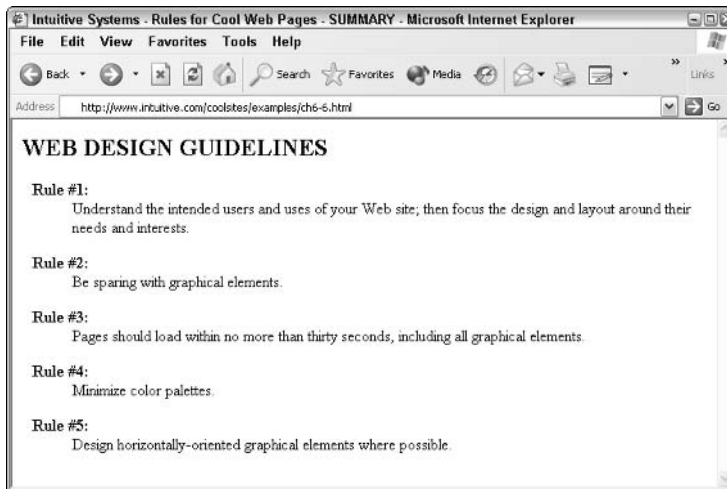 Intuitive Systems - Rules for Cool Web Pages - SUMMARY - Microsoft Internet Explorer
File Edit View Favorites Tools Help
Back Search Favorites Media Links
Address http://www.intuitive.com/coolsites/examples/ch6-6.html Go
WEB DESIGN GUIDELINES
Rule #1:
Understand the intended users and uses of your Web site; then focus the design and layout around their
needs and interests.
Rule #2:
Be sparing with graphical elements.
Rule #3:
Pages should load within no more than thirty seconds, including all graphical elements.
Rule #4:
Minimize color palettes.
Rule #5:
Design horizontally-oriented graphical elements where possible.